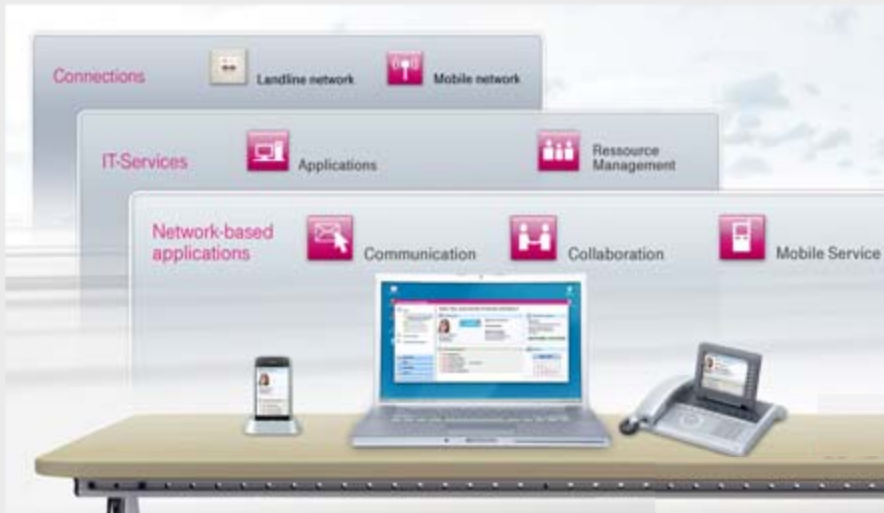 Connections
Landline network
Mobile network
IT-Services
Applications
Ressource
Management
Network-based
applications
Communication
Collaboration
Mobile Service